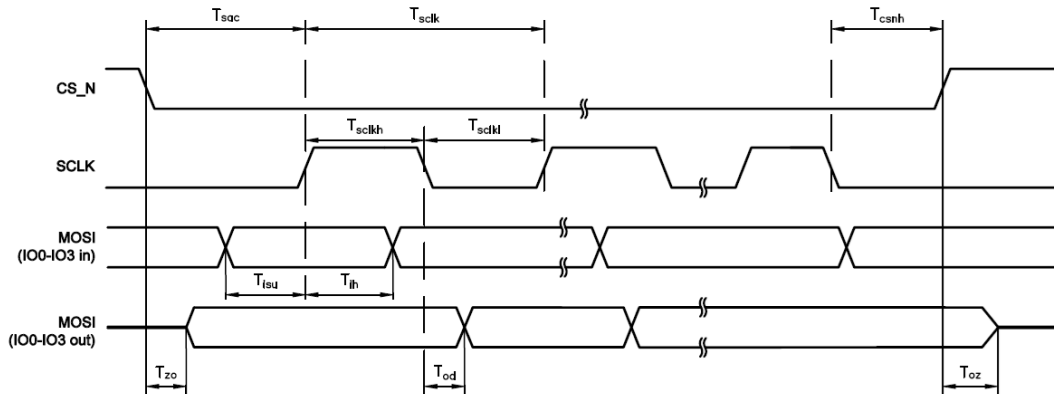 Tsac Tsclk Tcsnh
CS_N
Tsclkh Tsclkl
SCLK
MOSI
(IO0-IO3 in)
Tisu Tih
MOSI
(IO0-IO3 out)
Tzo Tod Toz